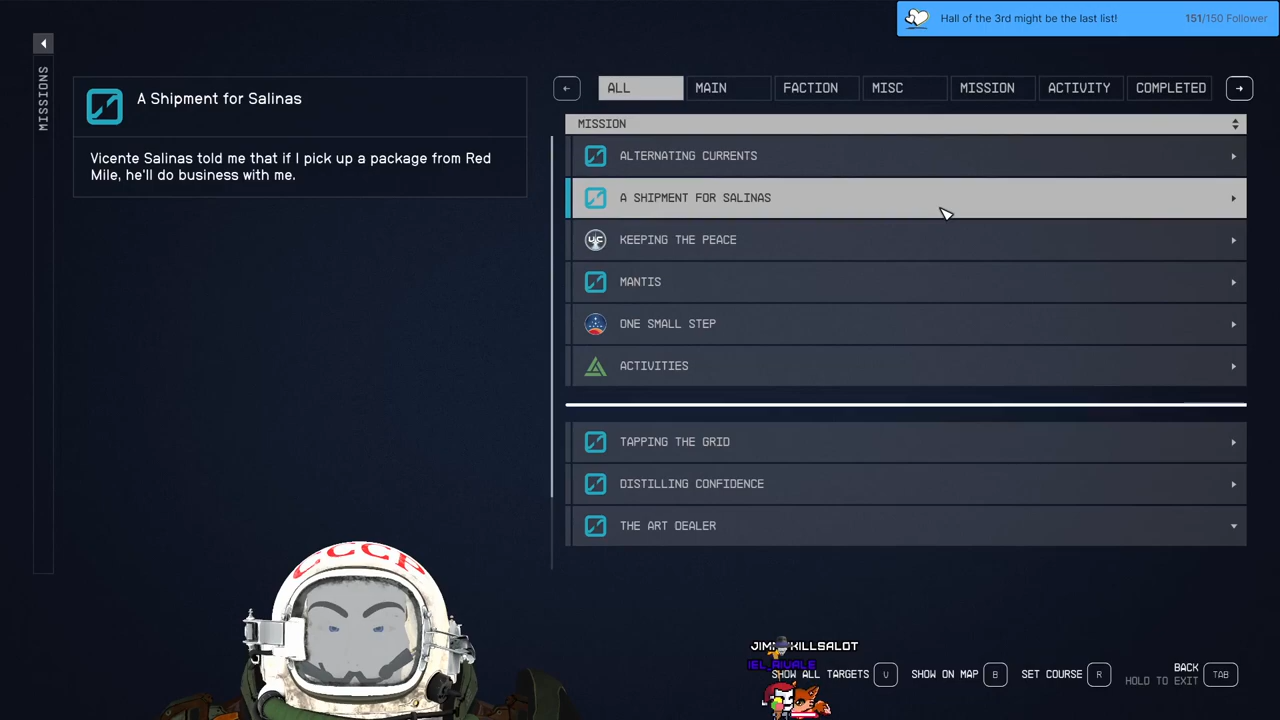 Hall of the 3rd might be the last list!
151/150 Follower
MISSIONS
A Shipment for Salinas
Vicente Salinas told me that if I pick up a package from Red
Mile, he'll do business with me.
ALL
MAIN
FACTION
MISC
MISSION
ACTIVITY
COMPLETED
MISSION
ALTERNATING CURRENTS
A SHIPMENT FOR SALINAS
UC
KEEPING THE PEACE
MANTIS
ONE SMALL STEP
ACTIVITIES
TAPPING THE GRID
DISTILLING CONFIDENCE
THE ART DEALER
CCCP
SHOW ALL TARGETS
V
SHOW ON MAP
B
SET COURSE
R
BACK
HOLD TO EXIT
TAB